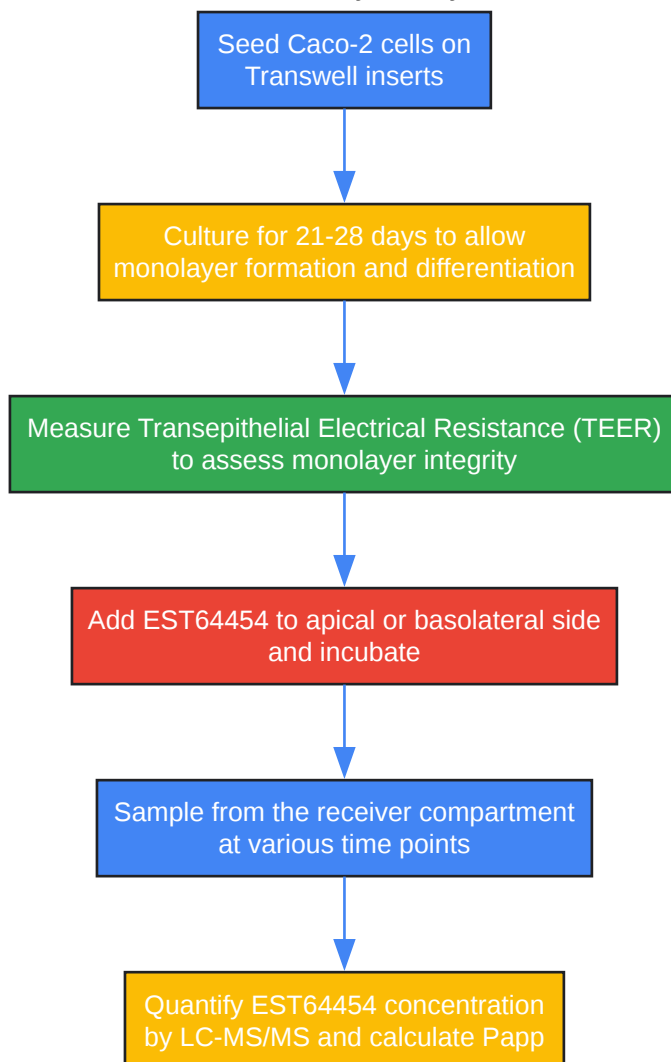 Seed Caco-2 cells on
Transwell inserts
Culture for 21-28 days to allow
monolayer formation and differentiation
Measure Transepithelial Electrical Resistance (TEER)
to assess monolayer integrity
Add EST64454 to apical or basolateral side
and incubate
Sample from the receiver compartment
at various time points
Quantify EST64454 concentration
by LC-MS/MS and calculate Papp